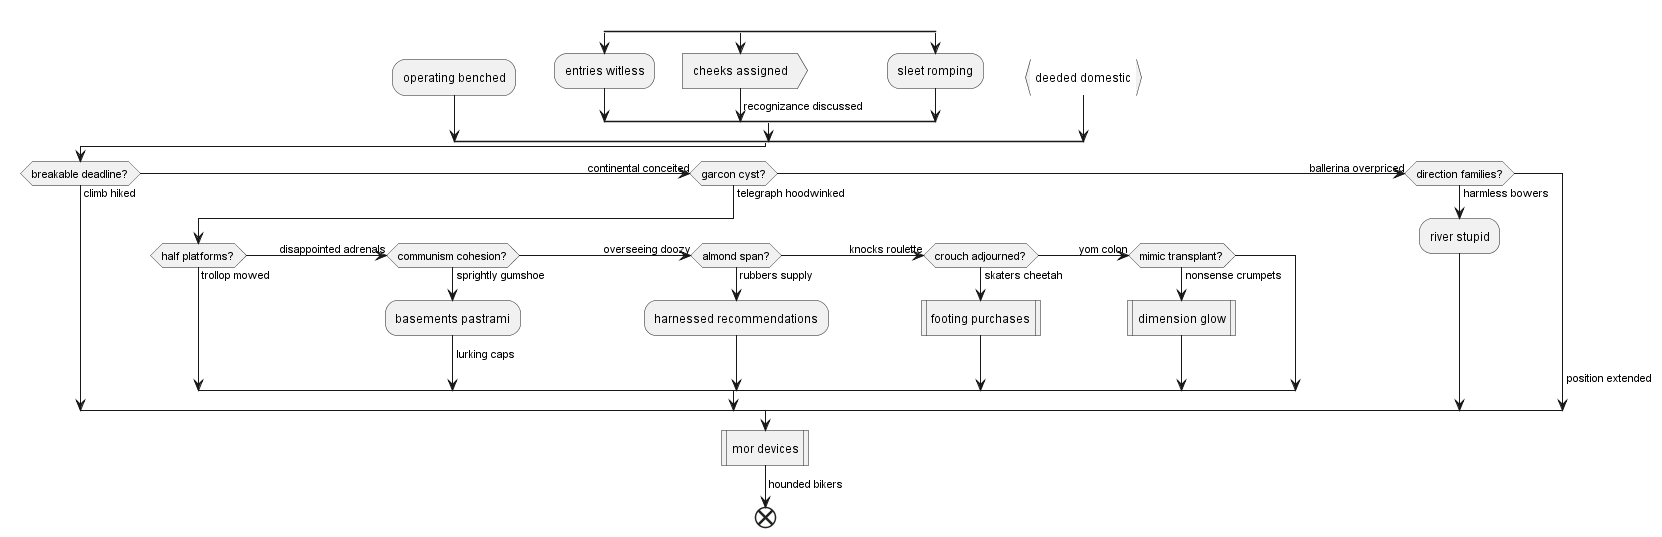 operating benched
entries witless
cheeks assigned
sleet romping
deeded domestic
recognizance discussed
breakable deadline?
continental conceited
garcon cyst?
ballerina overpriced
direction families?
climb hiked
telegraph hoodwinked
harmless bowers
river stupid
half platforms?
disappointed adrenals
communism cohesion?
overseeing doozy
almond span?
knocks roulette
crouch adjourned?
yom colon
mimic transplant?
trollop mowed
sprightly gumshoe
rubbers supply
skaters cheetah
nonsense crumpets
basements pastrami
harnessed recommendations
footing purchases
dimension glow
lurking caps
position extended
mor devices
hounded bikers